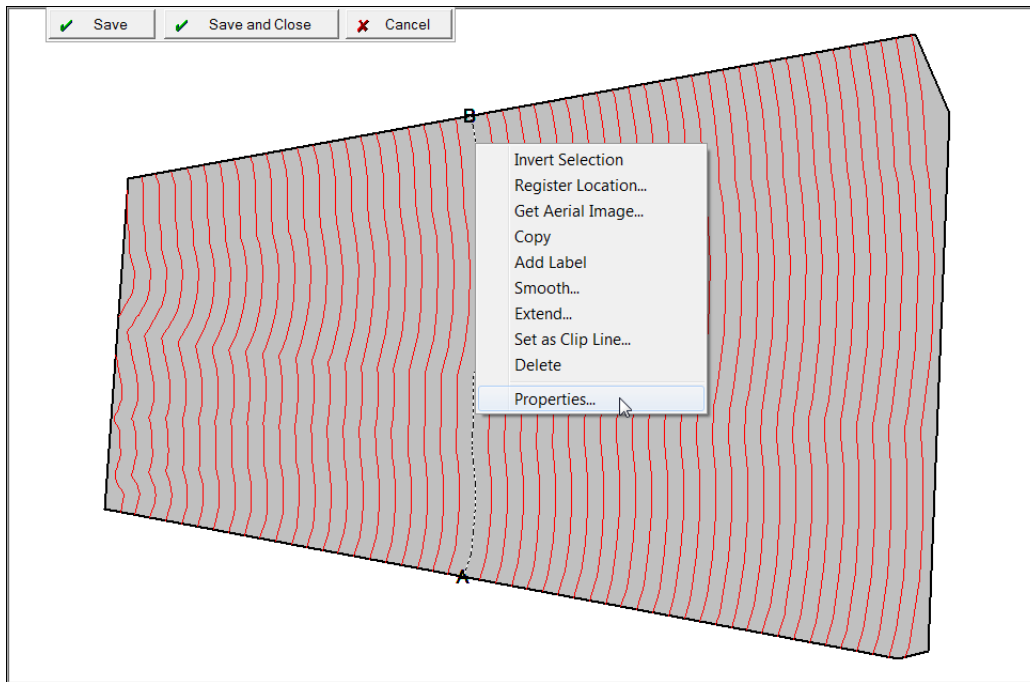 Save Save and Close Cancel
B
Invert Selection
Register Location...
Get Aerial Image...
Copy
Add Label
Smooth...
Extend...
Set as Clip Line...
Delete
Properties...
A